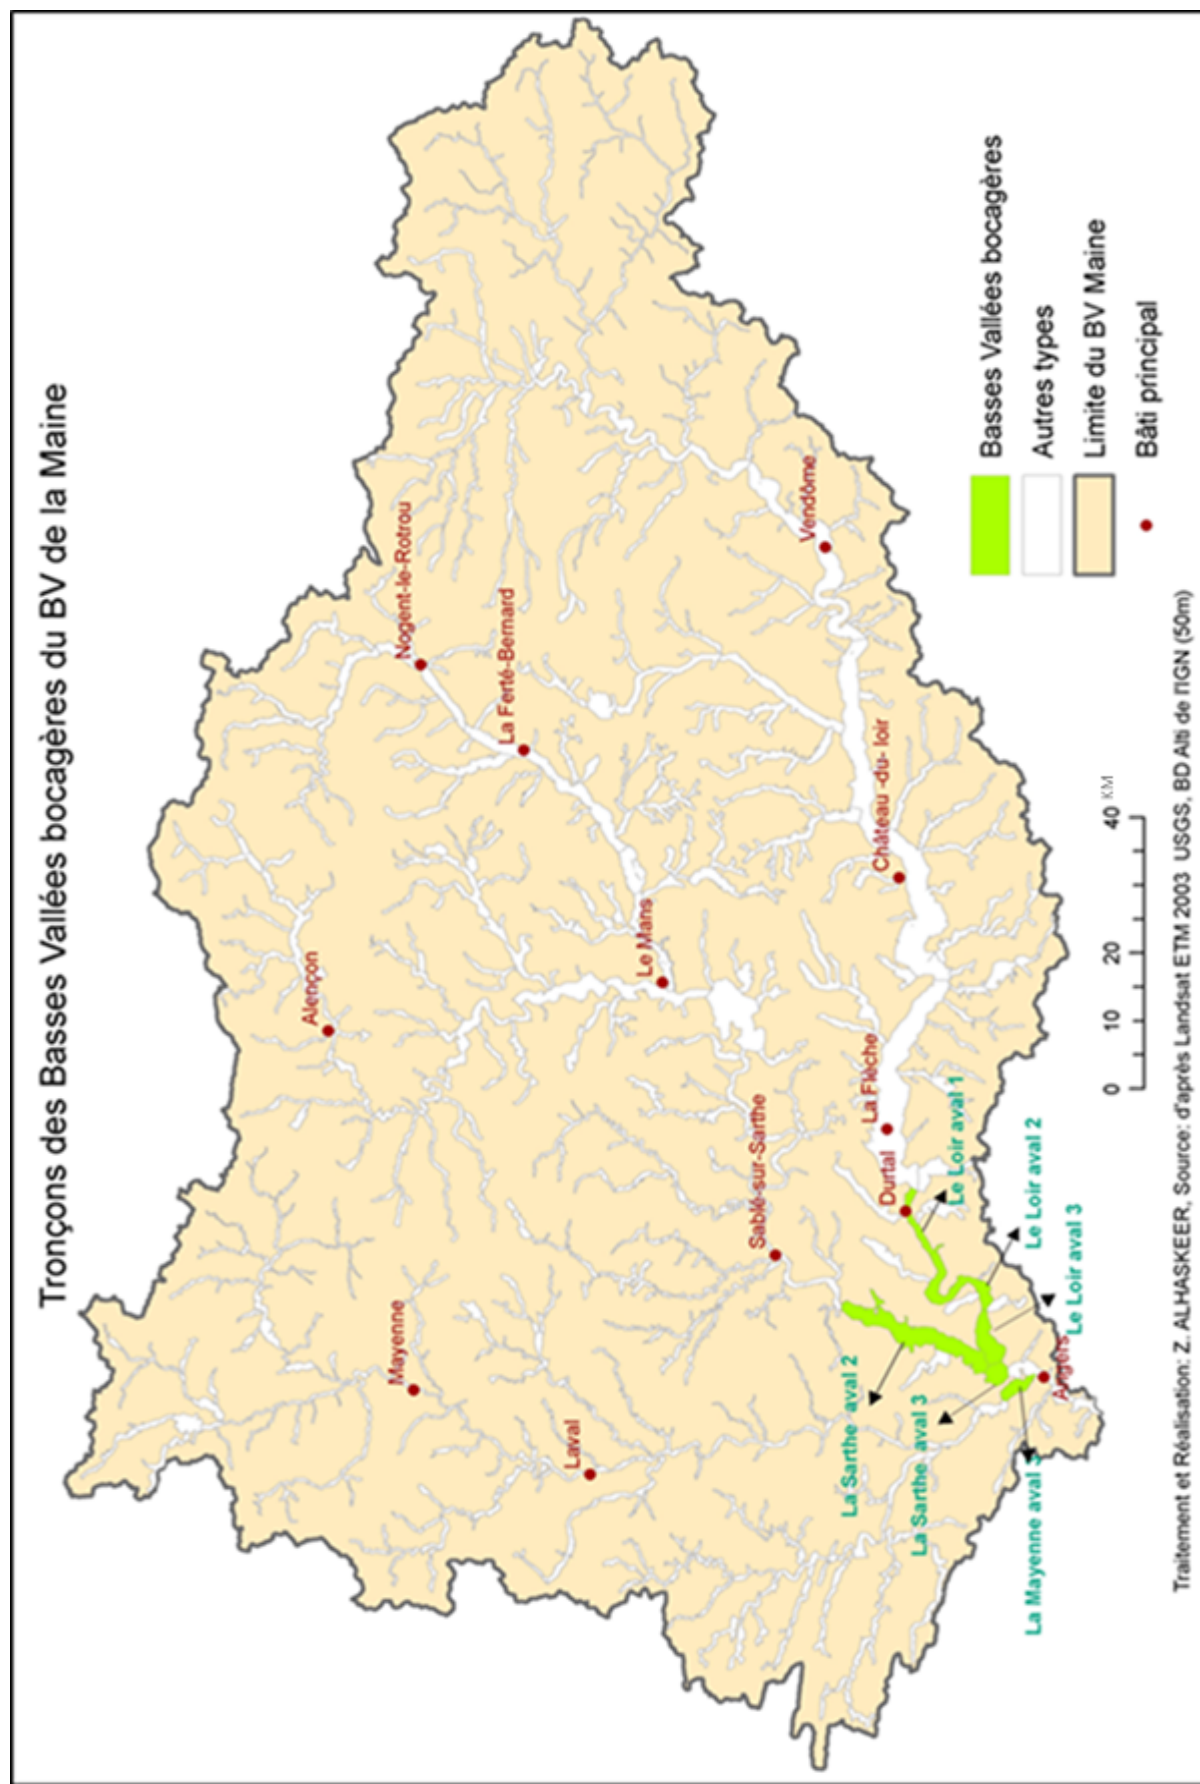 Tronçons des Basses Vallées bocagères du BV de la Maine
Alençon
Nogent-le-Rotrou
La Ferté-Bernard
Mayenne
Laval
Le Mans
Sablé-sur-Sarthe
Vendôme
Château -du- loir
La Flèche
Durtal
Angers
Le Loir aval 1
Le Loir aval 2
Le Loir aval 3
La Sarthe aval 2
La Sarthe aval 3
La Mayenne aval 3
Basses Vallées bocagères
Autres types
Limite du BV Maine
Bâti principal
0 10 20 40 KM
Traitement et Réalisation: Z. ALHASKEER, Source: d'après Landsat ETM 2003 USGS, BD Alti de l'IGN (50m)